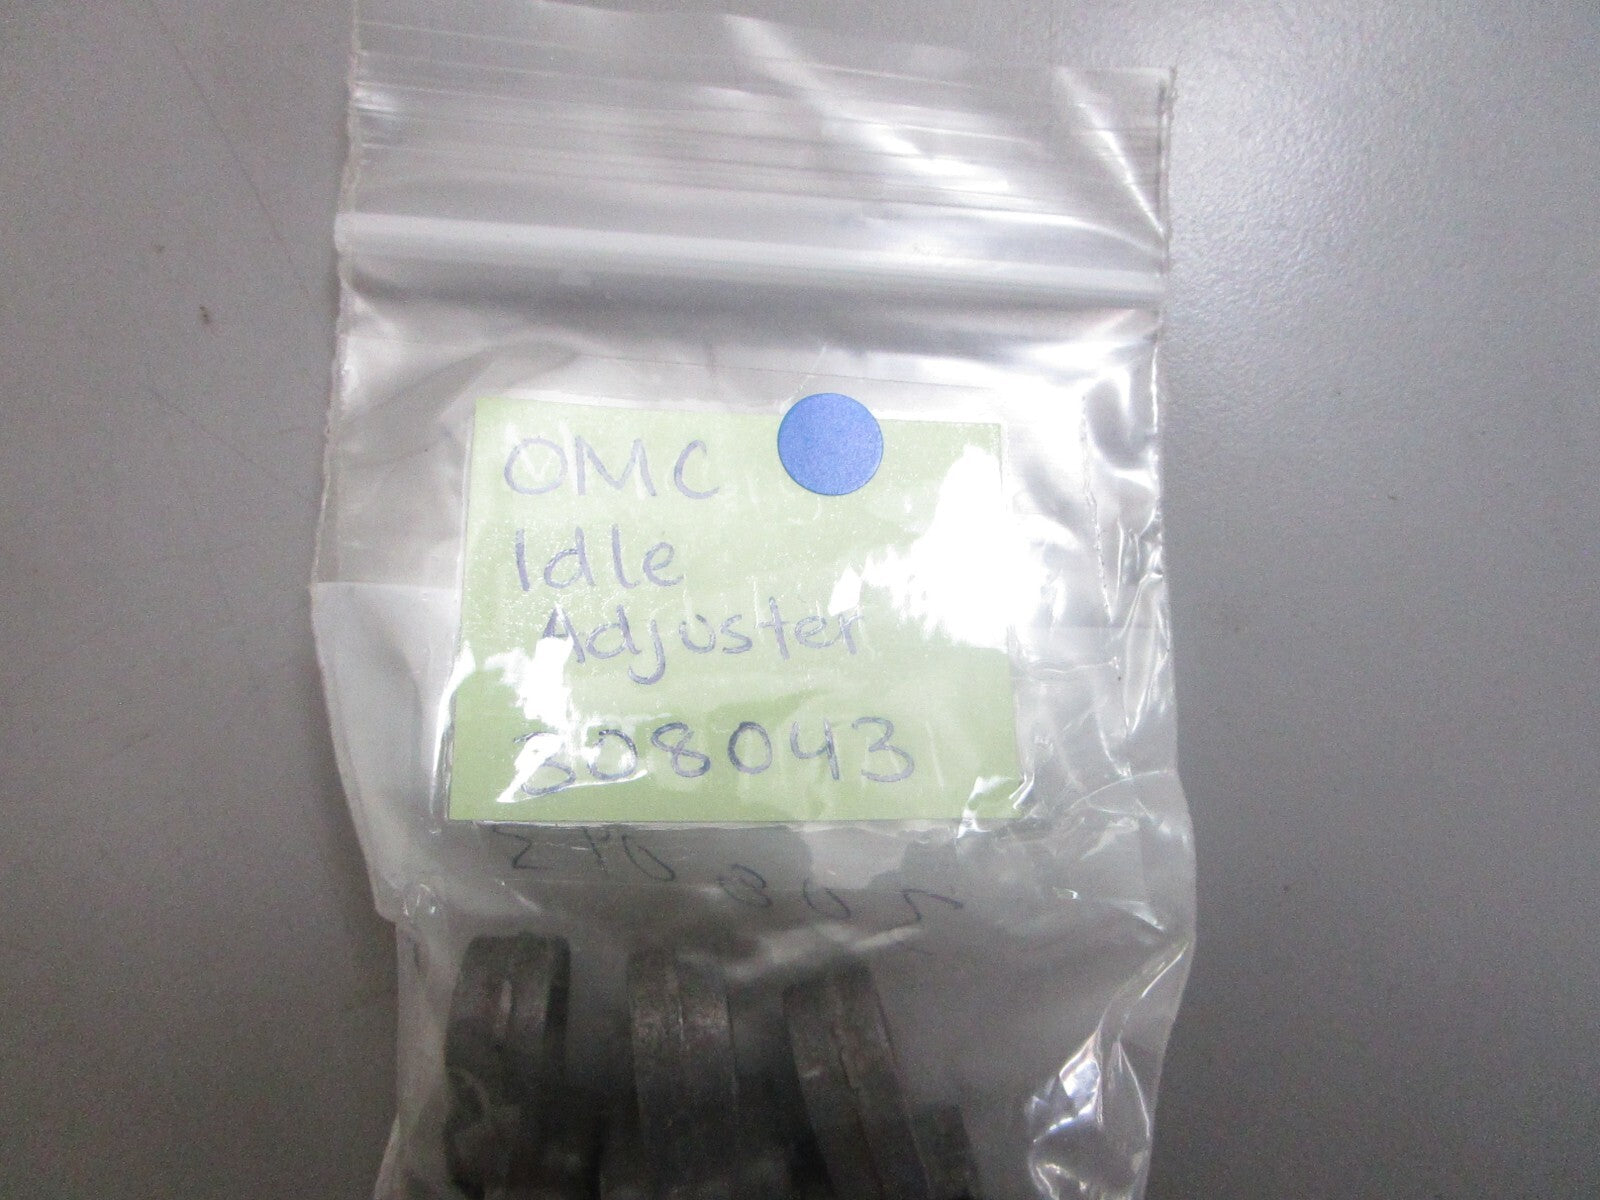 OMC
Idle
Adjuster
308043